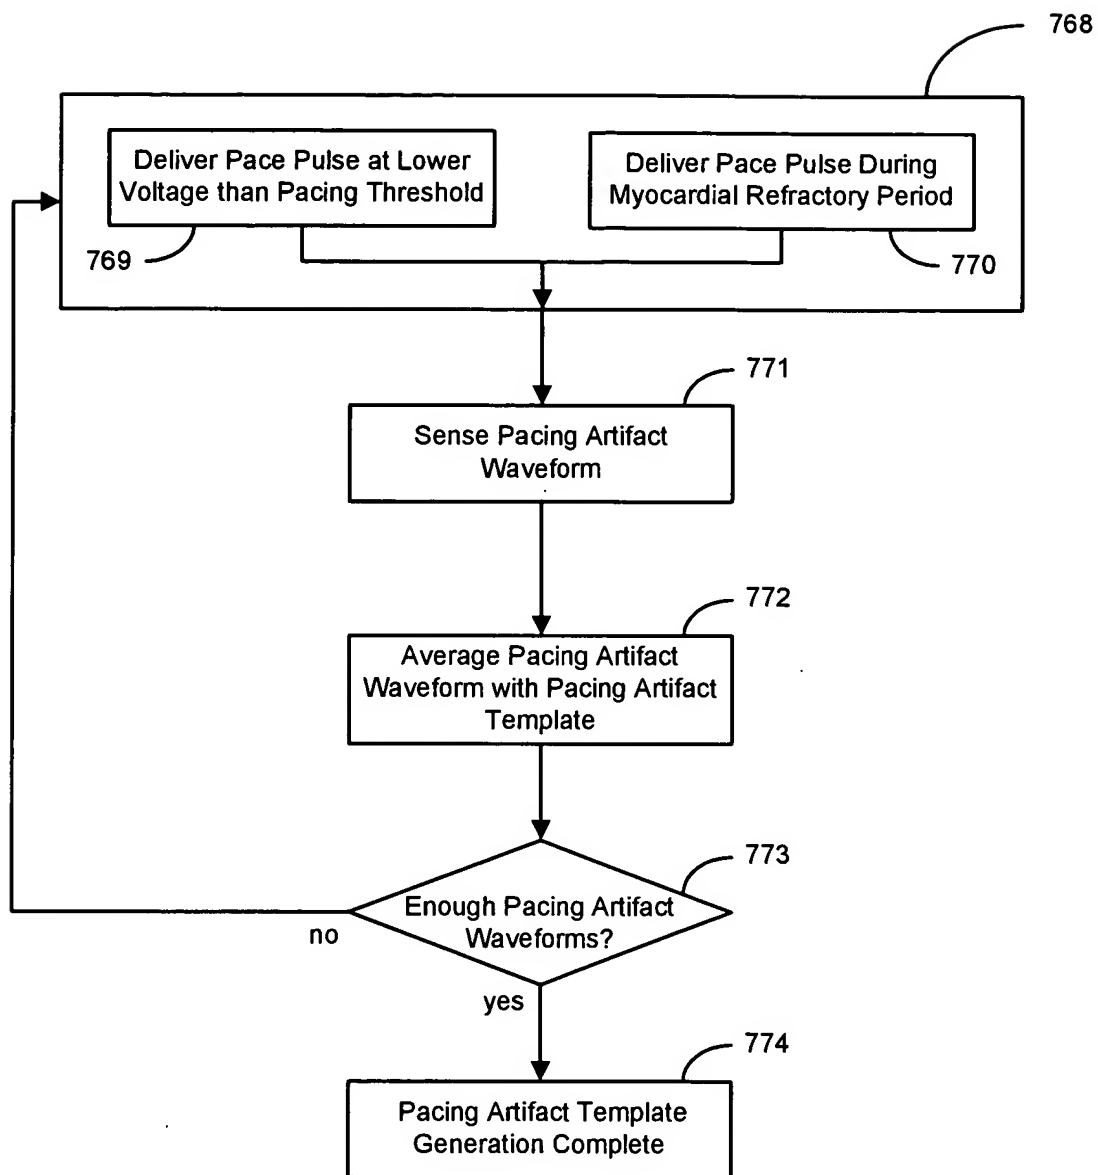 768
Deliver Pace Pulse at Lower
Voltage than Pacing Threshold
Deliver Pace Pulse During
Myocardial Refractory Period
769
770
771
Sense Pacing Artifact
Waveform
772
Average Pacing Artifact
Waveform with Pacing Artifact
Template
773
Enough Pacing Artifact
Waveforms?
no
yes
774
Pacing Artifact Template
Generation Complete